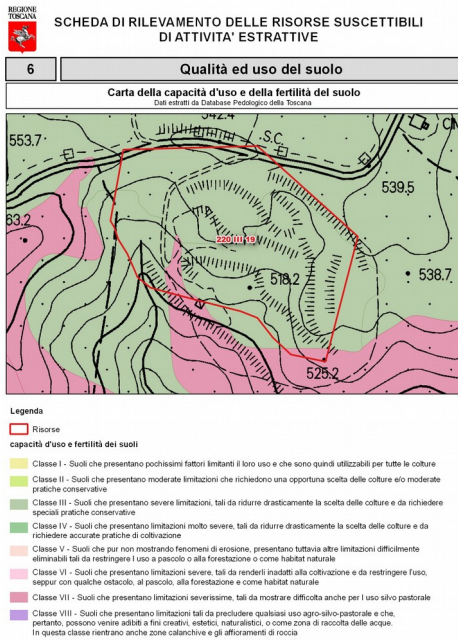 REGIONE
TOSCANA
SCHEDA DI RILEVAMENTO DELLE RISORSE SUSCETTIBILI
DI ATTIVITA' ESTRATTIVE
6
Qualità ed uso del suolo
Carta della capacità d'uso e della fertilità del suolo
Dati estratti da Database Pedologico della Toscana
542.4
S.C.
553.7
539.5
63.2
220 III 19
518.2
538.7
525.2
Legenda
Risorse
capacità d'uso e fertilità dei suoli
Classe I - Suoli che presentano pochissimi fattori limitanti il loro uso e che sono quindi utilizzabili per tutte le colture
Classe II - Suoli che presentano moderate limitazioni che richiedono una opportuna scelta delle colture e/o moderate
pratiche conservative
Classe III - Suoli che presentano severe limitazioni, tali da ridurre drasticamente la scelta delle colture e da richiedere
speciali pratiche conservative
Classe IV - Suoli che presentano limitazioni molto severe, tali da ridurre drasticamente la scelta delle colture e da
richiedere accurate pratiche di coltivazione
Classe V - Suoli che pur non mostrando fenomeni di erosione, presentano tuttavia altre limitazioni difficilmente
eliminabili tali da restringere l uso a pascolo o alla forestazione o come habitat naturale
Classe VI - Suoli che presentano limitazioni severe, tali da renderli inadatti alla coltivazione e da restringere l'uso,
seppur con qualche ostacolo, al pascolo, alla forestazione e come habitat naturale
Classe VII - Suoli che presentano limitazioni severissime, tali da mostrare difficolta anche per l uso silvo pastorale
Classe VIII - Suoli che presentano limitazioni tali da precludere qualsiasi uso agro-silvo-pastorale e che,
pertanto, possono venire adibiti a fini creativi, estetici, naturalistici, o come zona di raccolta delle acque.
In questa classe rientrano anche zone calanchive e gli affioramenti di roccia